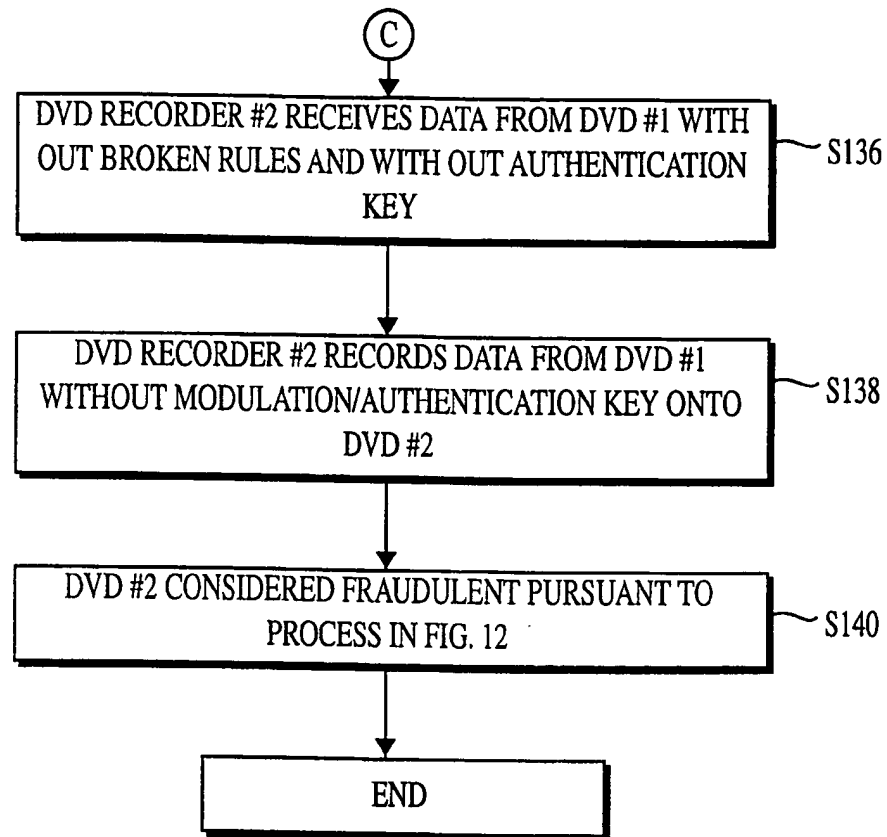 C
DVD RECORDER #2 RECEIVES DATA FROM DVD #1 WITH
OUT BROKEN RULES AND WITH OUT AUTHENTICATION
KEY
S136
DVD RECORDER #2 RECORDS DATA FROM DVD #1
WITHOUT MODULATION/AUTHENTICATION KEY ONTO
DVD #2
S138
DVD #2 CONSIDERED FRAUDULENT PURSUANT TO
PROCESS IN FIG. 12
S140
END